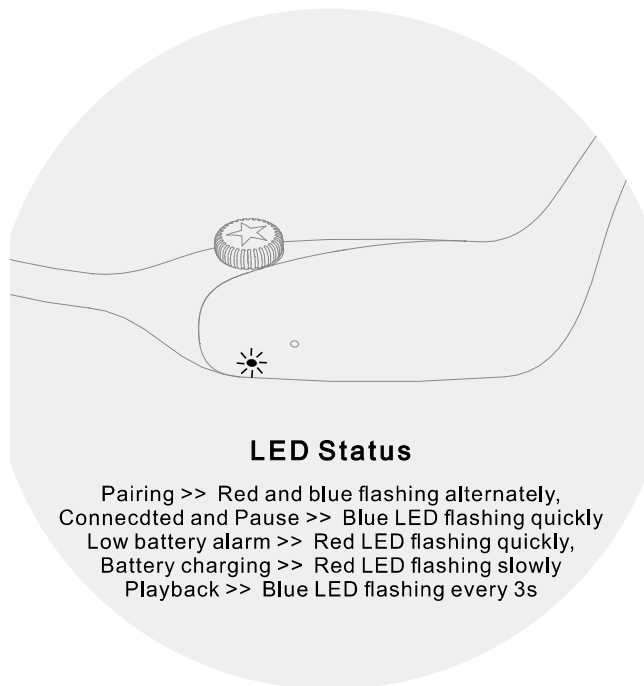 LED Status
Pairing >> Red and blue flashing alternately,
Connecdted and Pause >> Blue LED flashing quickly
Low battery alarm >> Red LED flashing quickly,
Battery charging >> Red LED flashing slowly
Playback >> Blue LED flashing every 3s